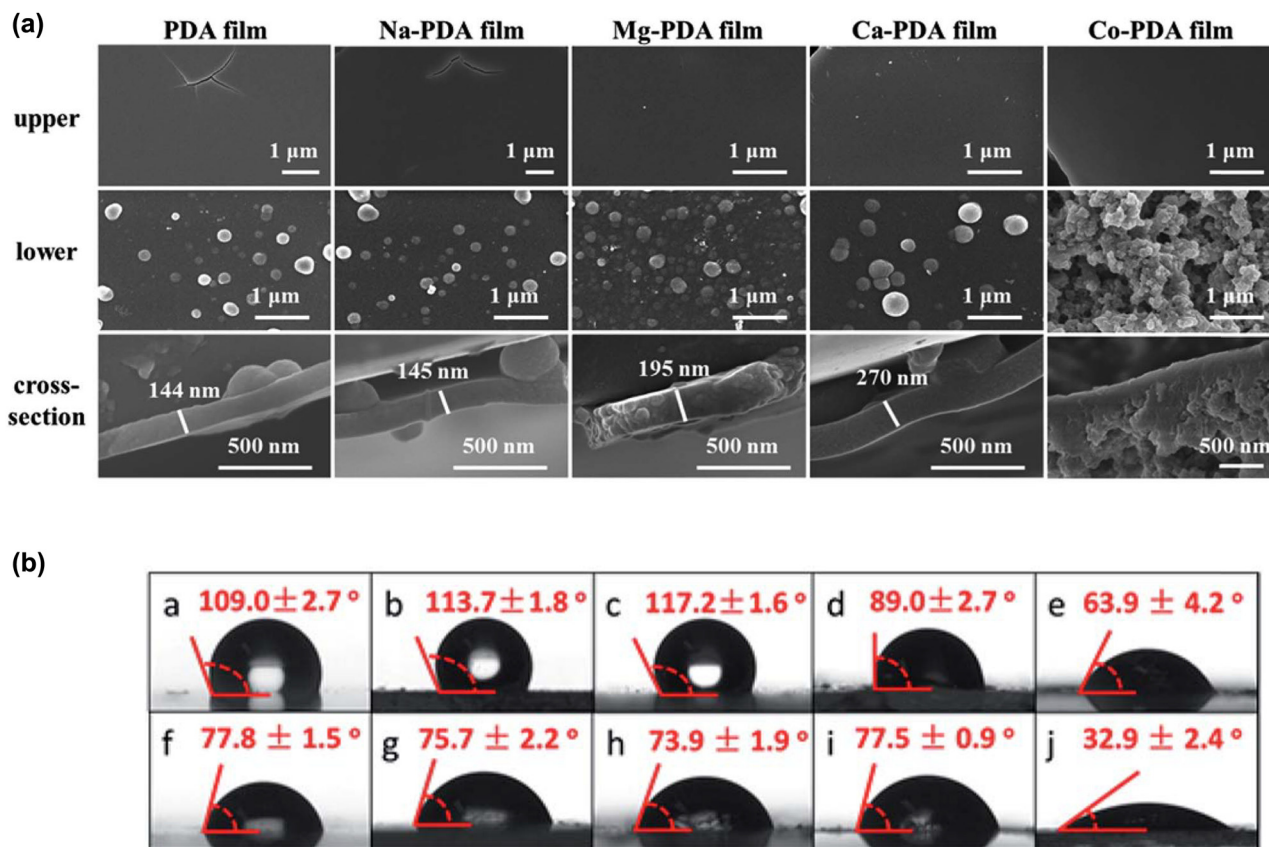 (a)
PDA film Na-PDA film Mg-PDA film Ca-PDA film Co-PDA film
upper
1 μm 1 μm 1 μm 1 μm 1 μm
lower
1 μm 1 μm 1 μm 1 μm 1 μm
cross-
section
144 nm 145 nm 195 nm 270 nm
500 nm 500 nm 500 nm 500 nm 500 nm
(b)
a 109.0 ± 2.7 ° b 113.7 ± 1.8 ° c 117.2 ± 1.6 ° d 89.0 ± 2.7 ° e 63.9 ± 4.2 °
f 77.8 ± 1.5 ° g 75.7 ± 2.2 ° h 73.9 ± 1.9 ° i 77.5 ± 0.9 ° j 32.9 ± 2.4 °